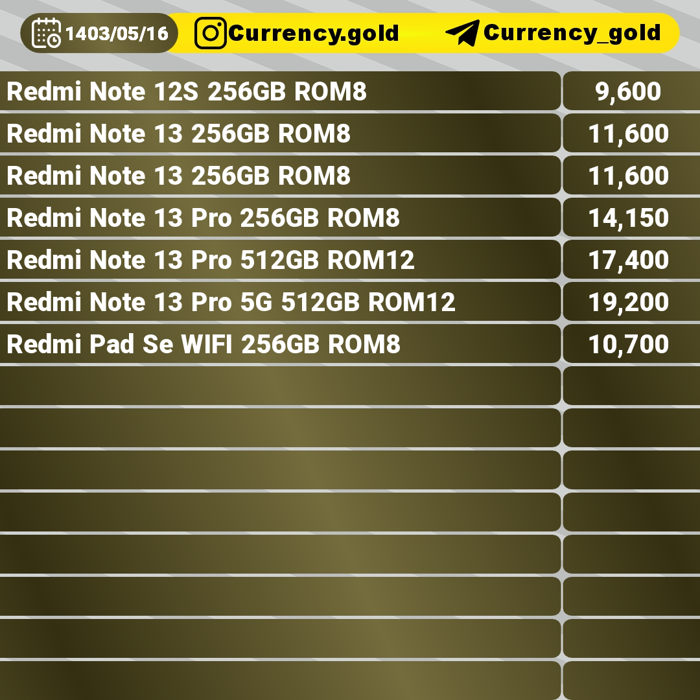 1403/05/16 Currency.gold Currency_gold
Redmi Note 12S 256GB ROM8 9,600
Redmi Note 13 256GB ROM8 11,600
Redmi Note 13 256GB ROM8 11,600
Redmi Note 13 Pro 256GB ROM8 14,150
Redmi Note 13 Pro 512GB ROM12 17,400
Redmi Note 13 Pro 5G 512GB ROM12 19,200
Redmi Pad Se WIFI 256GB ROM8 10,700